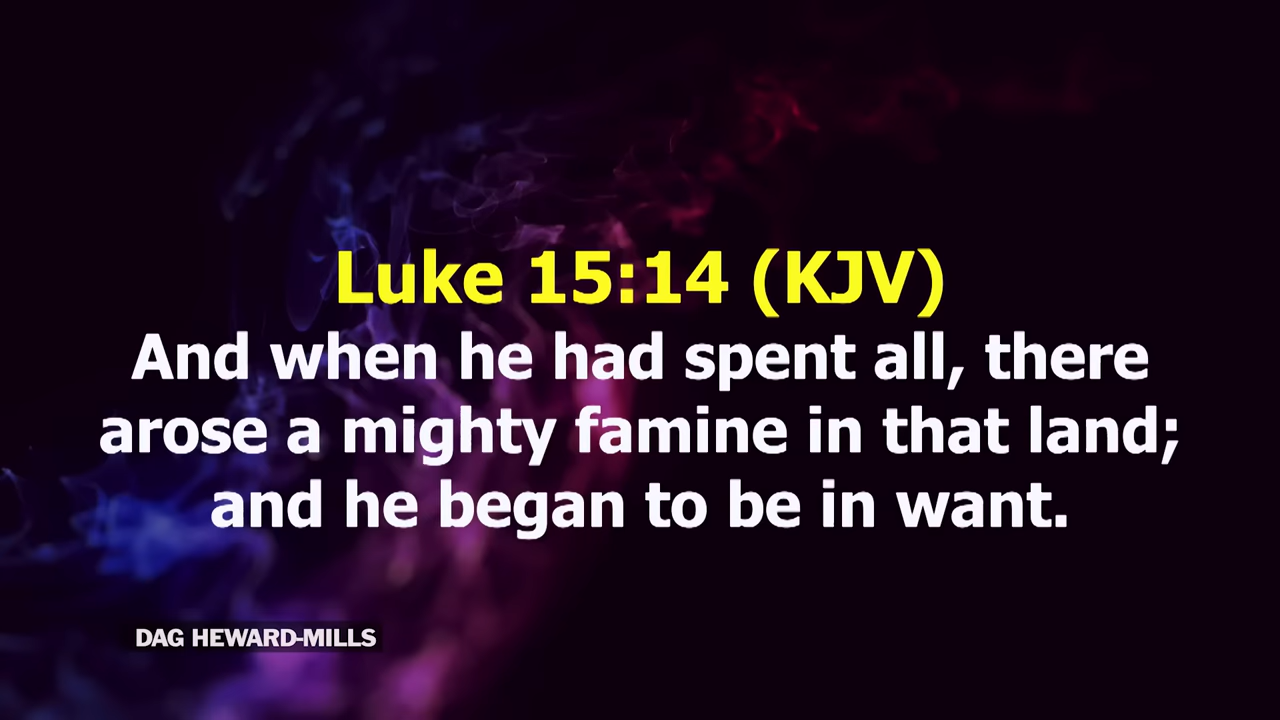 Luke 15:14 (KJV)
And when he had spent all, there
arose a mighty famine in that land;
and he began to be in want.
DAG HEWARD-MILLS